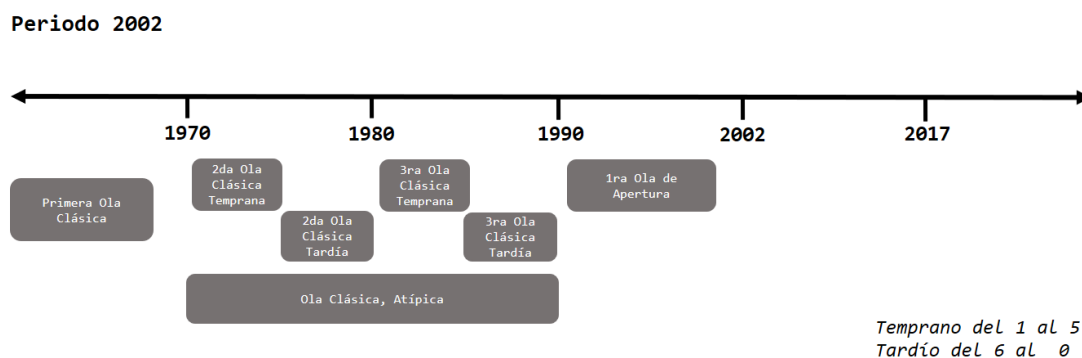 Periodo 2002
1970
1980
1990
2002
2017
Primera Ola
Clásica
2da Ola
Clásica
Temprana
2da Ola
Clásica
Tardía
3ra Ola
Clásica
Temprana
3ra Ola
Clásica
Tardía
1ra Ola de
Apertura
Ola Clásica, Atípica
Temprano del 1 al 5
Tardío del 6 al 0